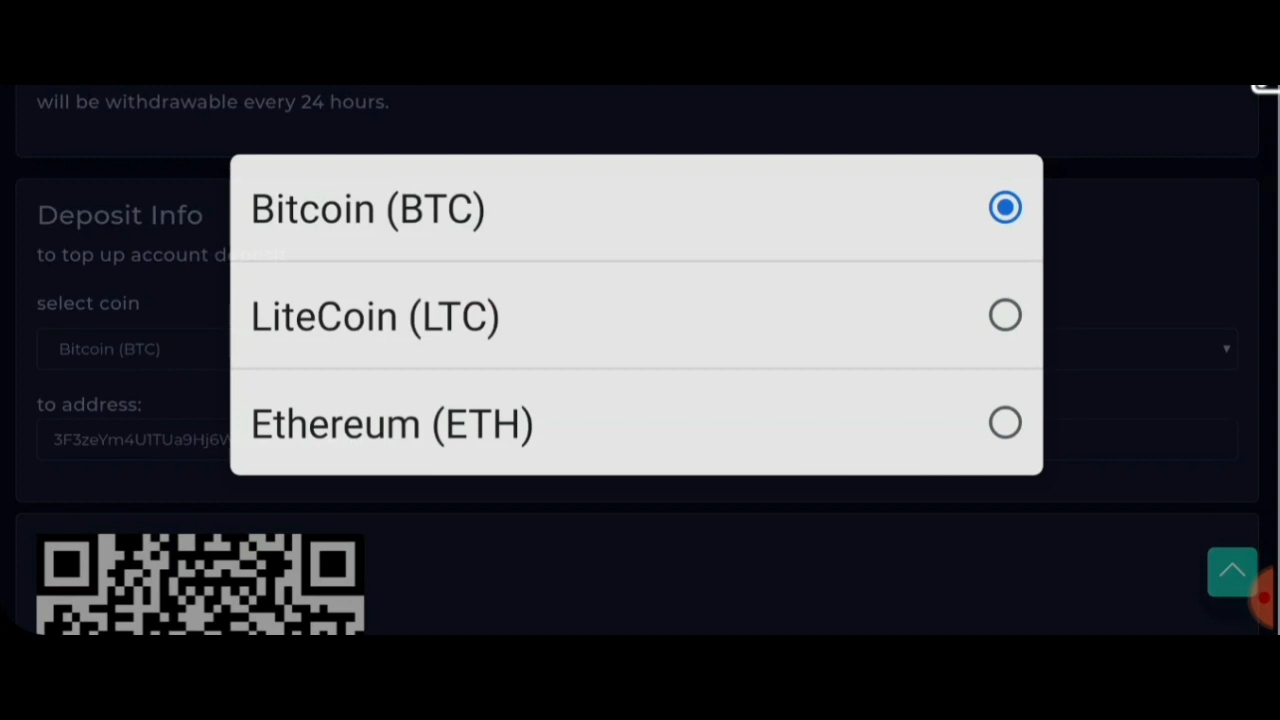 will be withdrawable every 24 hours.
Deposit Info
to top up account deposit
select coin
Bitcoin (BTC)
▾
to address:
Bitcoin (BTC)
LiteCoin (LTC)
Ethereum (ETH)